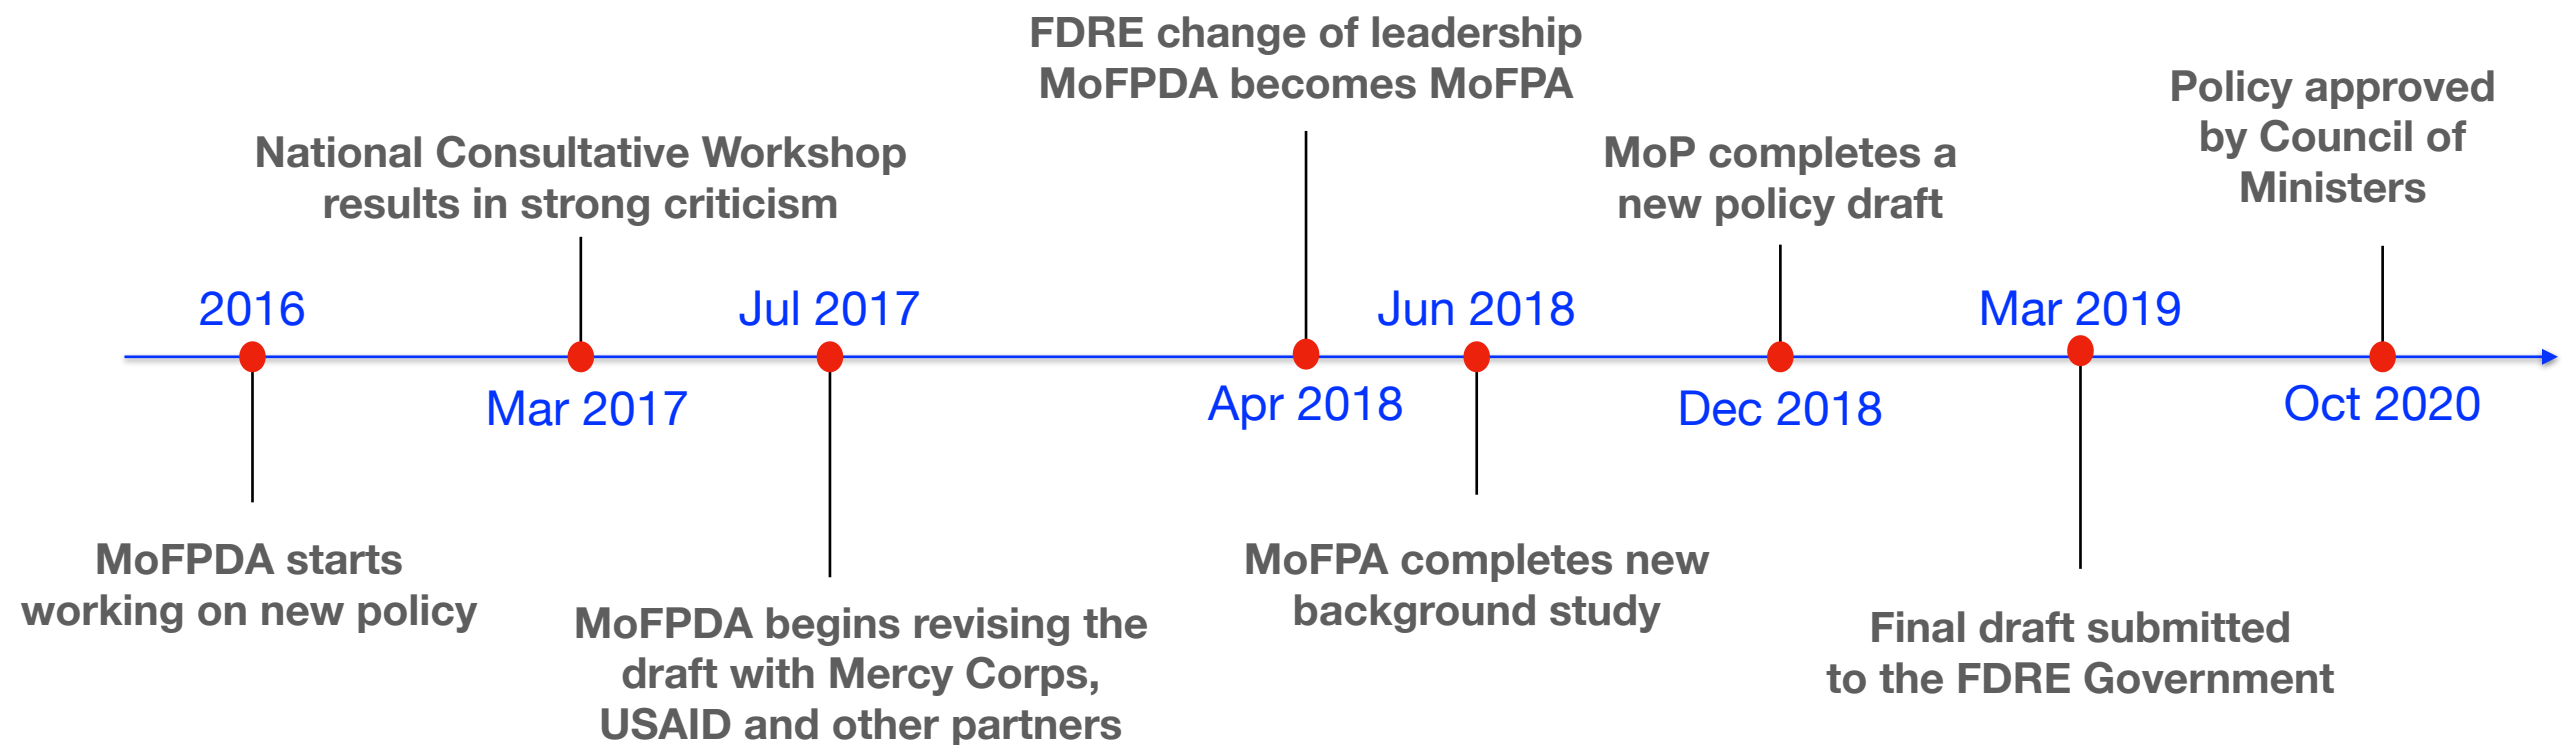 FDRE change of leadership
MoFPDA becomes MoFPA
Policy approved
by Council of
Ministers
National Consultative Workshop
results in strong criticism
MoP completes a
new policy draft
2016
Jul 2017
Jun 2018
Mar 2019
Mar 2017
Apr 2018
Dec 2018
Oct 2020
MoFPDA starts
working on new policy
MoFPDA begins revising the
draft with Mercy Corps,
USAID and other partners
MoFPA completes new
background study
Final draft submitted
to the FDRE Government